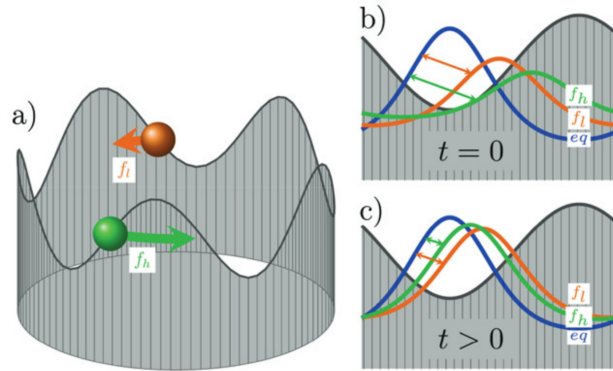 a)
f_l
f_h
b)
f_h
f_l
eq
t = 0
c)
f_l
f_h
eq
t > 0